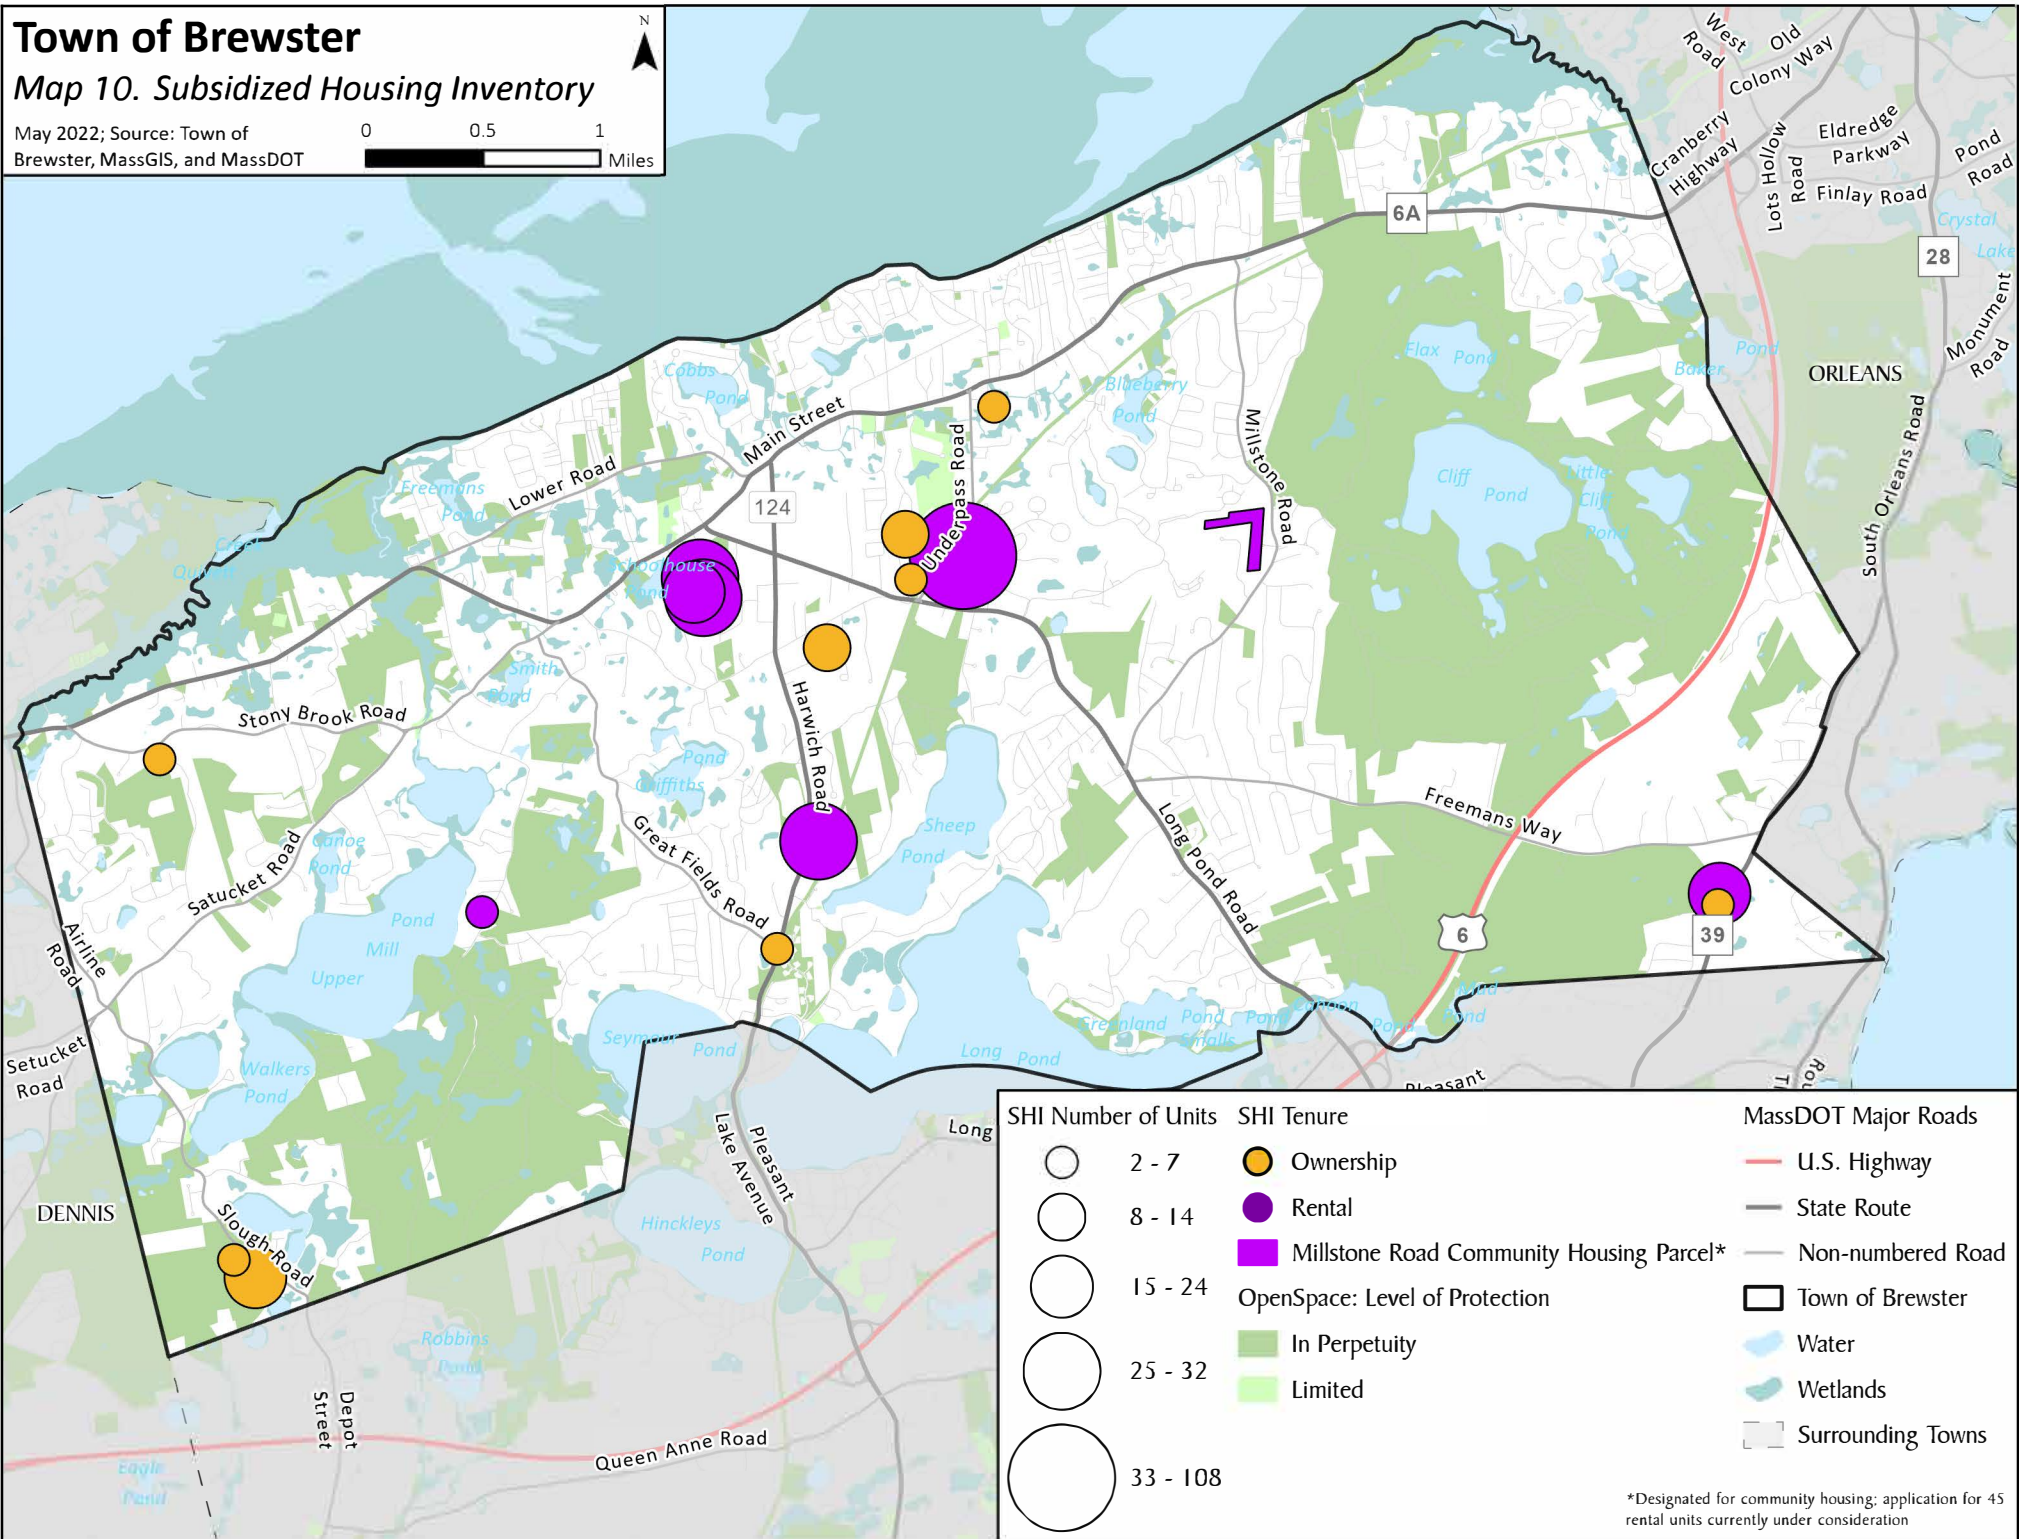 Town of Brewster
Map 10. Subsidized Housing Inventory
May 2022; Source: Town of
Brewster, MassGIS, and MassDOT
0 0.5 1
Miles
N
West
Road
Old
Colony Way
Cranberry
Highway
Eldredge
Parkway
Pond
Road
Lots Hollow
Road
Finlay Road
Crystal
Lake
28
6A
Monument
Road
ORLEANS
South Orleans Road
Flax Pond
Baker Pond
Cobbs
Pond
Main Street
Blueberry
Pond
Millstone Road
Cliff
Pond
Little
Cliff
Pond
Freemans
Pond
Lower Road
124
Underpass Road
Creek
Quivett
Schoolhouse
Pond
Smith
Pond
Stony Brook Road
Harwich Road
Pond
Griffiths
Sheep
Pond
Great Fields Road
Long Pond Road
Freemans Way
Canoe
Pond
Satucket Road
Pond
Mill
Upper
Airline
Road
6
39
Setucket
Road
Walkers
Pond
Seymour Pond
Long Pond
Greenland Pond
Pond
Smalls
Cahoon
Pond
Mud
Pond
Pleasant
Long
Pleasant
Lake Avenue
Hinckleys
Pond
DENNIS
Slough Road
Robbins
Pond
Depot
Street
Queen Anne Road
Eagle
Pond
SHI Number of Units
2 - 7
8 - 14
15 - 24
25 - 32
33 - 108
SHI Tenure
Ownership
Rental
Millstone Road Community Housing Parcel*
OpenSpace: Level of Protection
In Perpetuity
Limited
MassDOT Major Roads
U.S. Highway
State Route
Non-numbered Road
Town of Brewster
Water
Wetlands
Surrounding Towns
*Designated for community housing; application for 45
rental units currently under consideration